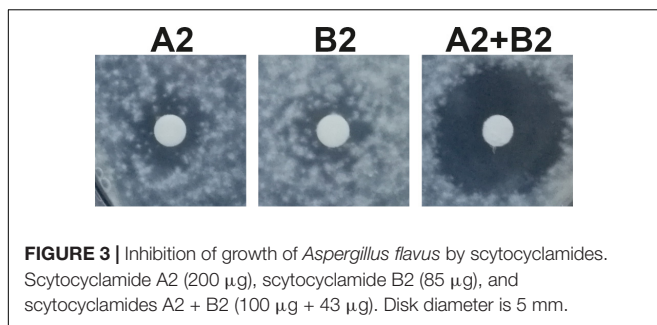 A2 B2 A2+B2
FIGURE 3 | Inhibition of growth of Aspergillus flavus by scytocyclamides.
Scytocyclamide A2 (200 μg), scytocyclamide B2 (85 μg), and
scytocyclamides A2 + B2 (100 μg + 43 μg). Disk diameter is 5 mm.